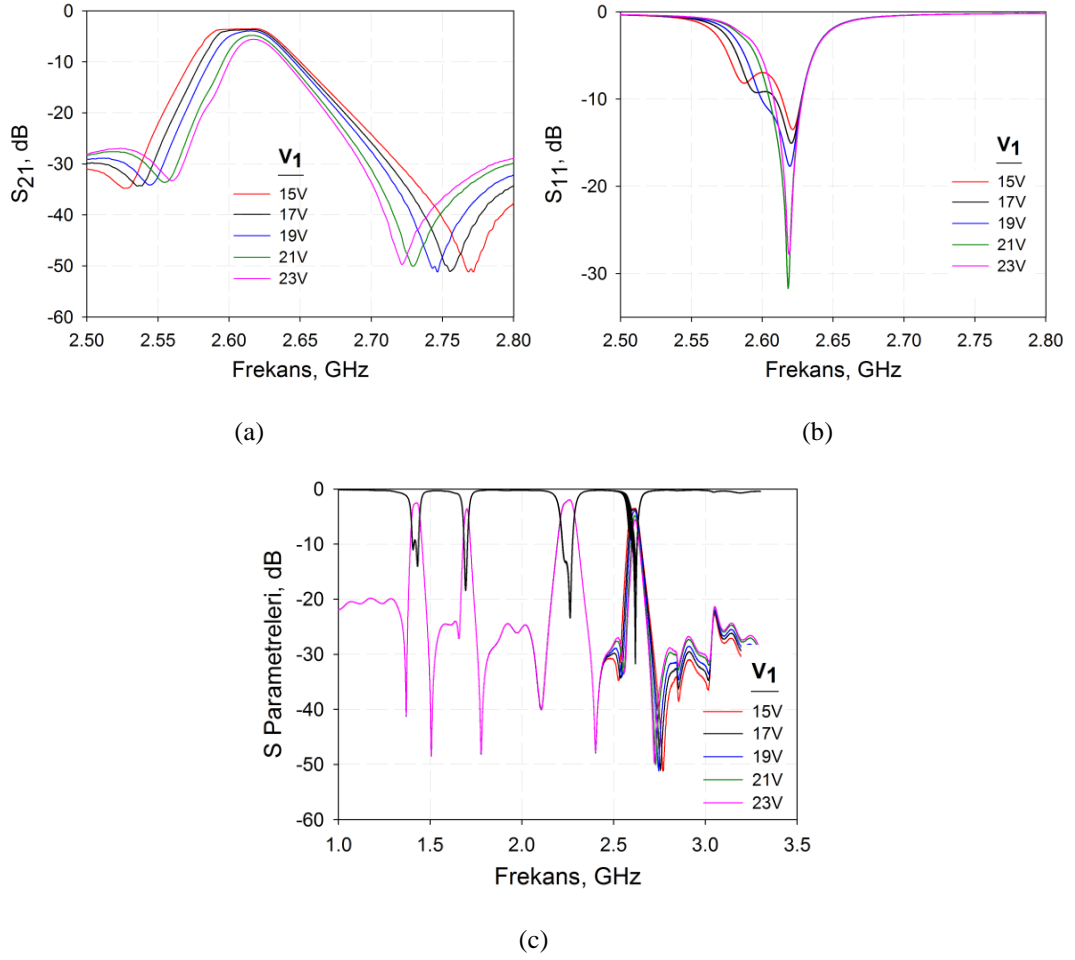 S21, dB
0
-10
-20
-30
-40
-50
-60
V1
15V
17V
19V
21V
23V
2.50 2.55 2.60 2.65 2.70 2.75 2.80
Frekans, GHz
(a)
S11, dB
0
-10
-20
-30
V1
15V
17V
19V
21V
23V
2.50 2.55 2.60 2.65 2.70 2.75 2.80
Frekans, GHz
(b)
S Parametreleri, dB
0
-10
-20
-30
-40
-50
-60
V1
15V
17V
19V
21V
23V
1.0 1.5 2.0 2.5 3.0 3.5
Frekans, GHz
(c)